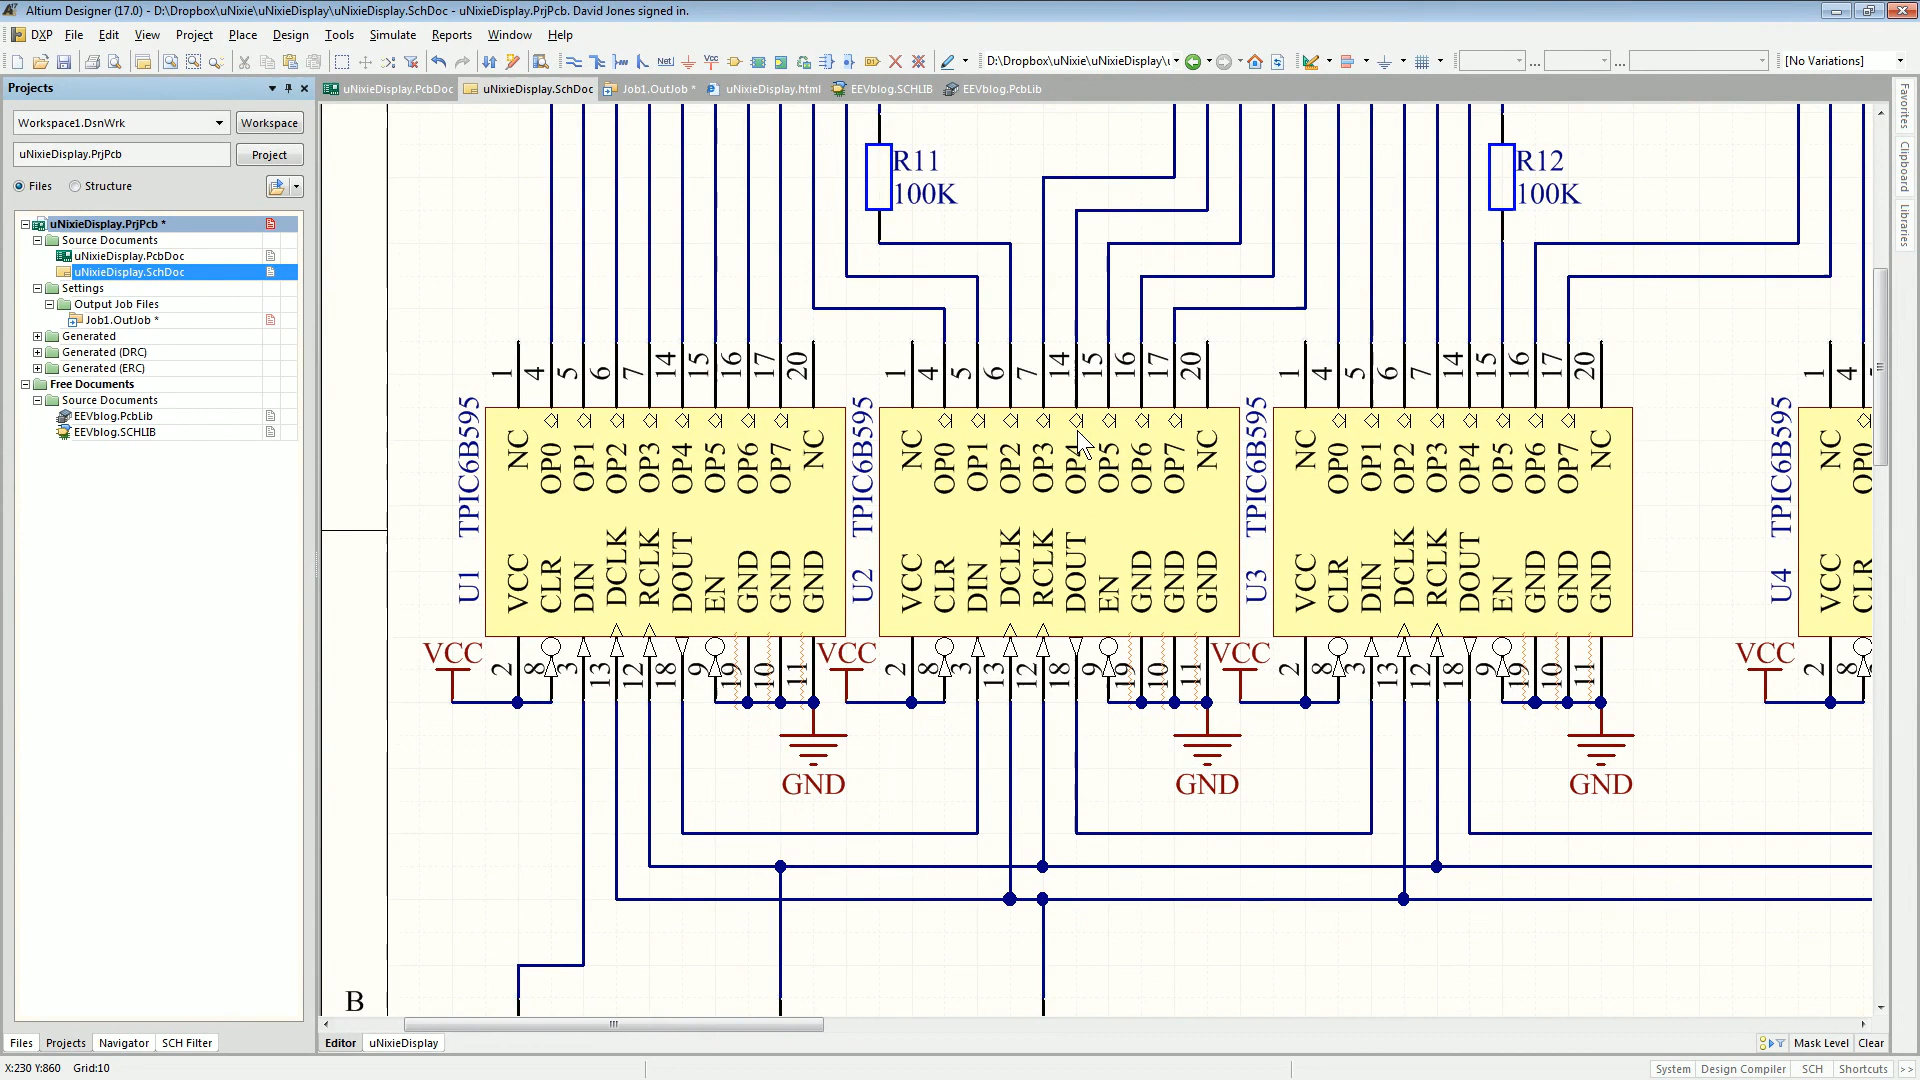 Altium Designer (17.0) - D:\Dropbox\uNixie\uNixieDisplay\uNixieDisplay.SchDoc - uNixieDisplay.PrjPcb. David Jones signed in.
DXP File Edit View Project Place Design Tools Simulate Reports Window Help
Net Vcc D1 D:\Dropbox\uNixie\uNixieDisplay\ ... ... [No Variations]
Projects
uNixieDisplay.PcbDoc uNixieDisplay.SchDoc Job1.OutJob * uNixieDisplay.html EEVblog.SCHLIB EEVblog.PcbLib
Workspace1.DsnWrk Workspace
uNixieDisplay.PrjPcb Project
Files Structure
uNixieDisplay.PrjPcb *
Source Documents
uNixieDisplay.PcbDoc
uNixieDisplay.SchDoc
Settings
Output Job Files
Job1.OutJob *
Generated
Generated (DRC)
Generated (ERC)
Free Documents
Source Documents
EEVblog.PcbLib
EEVblog.SCHLIB
Favorites
Clipboard
Libraries
R11
100K
R12
100K
1 4 5 6 7 14 15 16 17 20
1 4 5 6 7 14 15 16 17 20
1 4 5 6 7 14 15 16 17 20
1 4
U1 TPIC6B595
NC OP0 OP1 OP2 OP3 OP4 OP5 OP6 OP7 NC
VCC CLR DIN DCLK RCLK DOUT EN GND GND GND
U2 TPIC6B595
NC OP0 OP1 OP2 OP3 OP4 OP5 OP6 OP7 NC
VCC CLR DIN DCLK RCLK DOUT EN GND GND GND
U3 TPIC6B595
NC OP0 OP1 OP2 OP3 OP4 OP5 OP6 OP7 NC
VCC CLR DIN DCLK RCLK DOUT EN GND GND GND
U4 TPIC6B595
NC OP0
VCC CLR
VCC 2 8 3 13 12 18 9 19 10 11
VCC 2 8 3 13 12 18 9 19 10 11
VCC 2 8 3 13 12 18 9 19 10 11
VCC 2 8
GND GND GND
B
Files Projects Navigator SCH Filter
Editor uNixieDisplay
Mask Level Clear
X:230 Y:860 Grid:10
System Design Compiler SCH Shortcuts >>